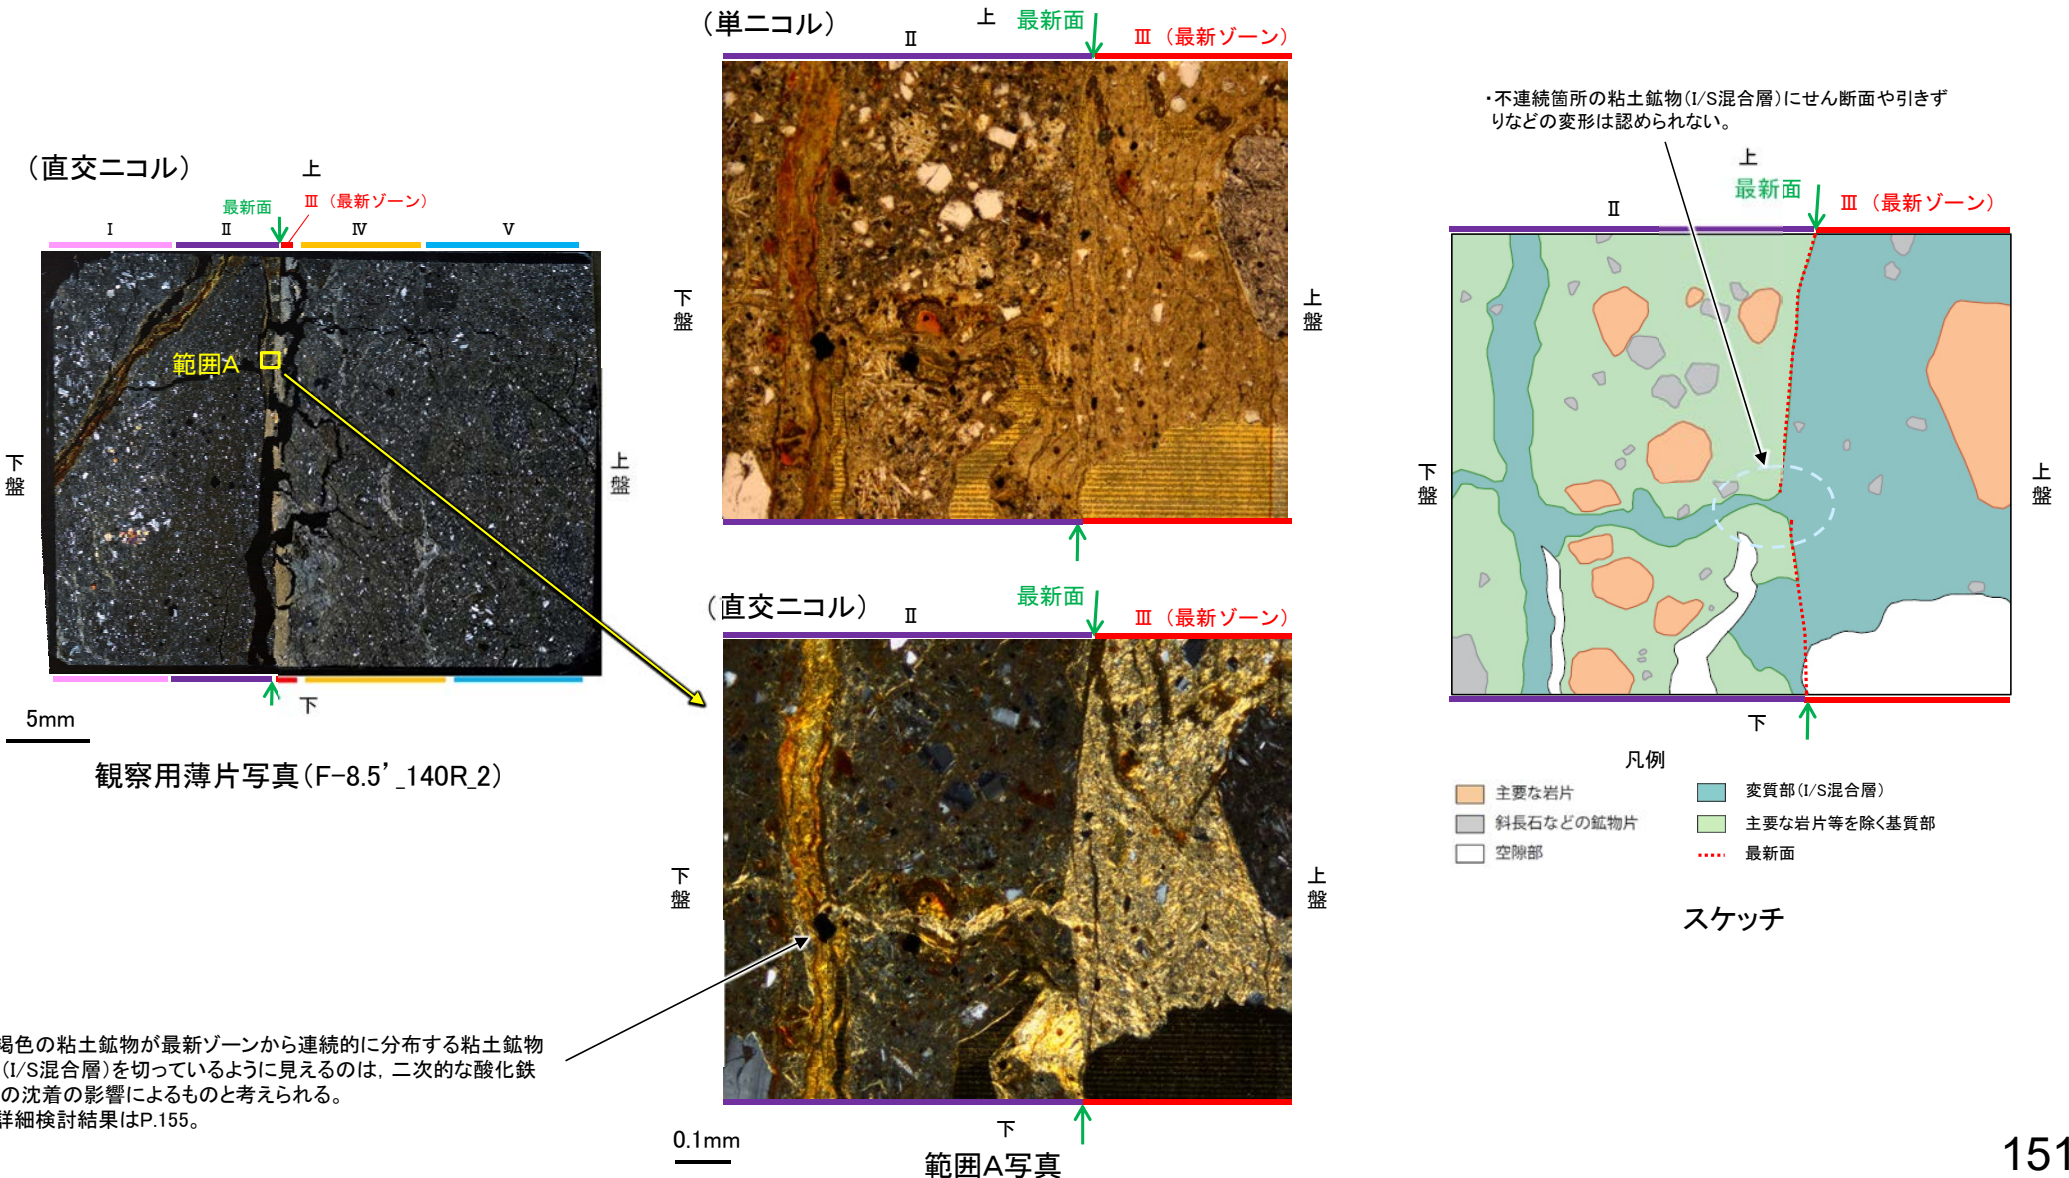 (直交ニコル)
上
最新面
Ⅲ (最新ゾーン)
Ⅰ
Ⅱ
Ⅳ
Ⅴ
範囲A
下盤
上盤
下
5mm
観察用薄片写真(F-8.5’_140R_2)
(単ニコル)
上
最新面
Ⅱ
Ⅲ (最新ゾーン)
下盤
上盤
(直交ニコル)
最新面
Ⅱ
Ⅲ (最新ゾーン)
下盤
上盤
下
0.1mm
範囲A写真
褐色の粘土鉱物が最新ゾーンから連続的に分布する粘土鉱物
(I/S混合層)を切っているように見えるのは, 二次的な酸化鉄
の沈着の影響によるものと考えられる。
詳細検討結果はP.155。
・不連続箇所の粘土鉱物(I/S混合層)にせん断面や引きず
りなどの変形は認められない。
上
最新面
Ⅱ
Ⅲ (最新ゾーン)
下盤
上盤
下
凡例
主要な岩片
変質部(I/S混合層)
斜長石などの鉱物片
主要な岩片等を除く基質部
空隙部
最新面
スケッチ
151